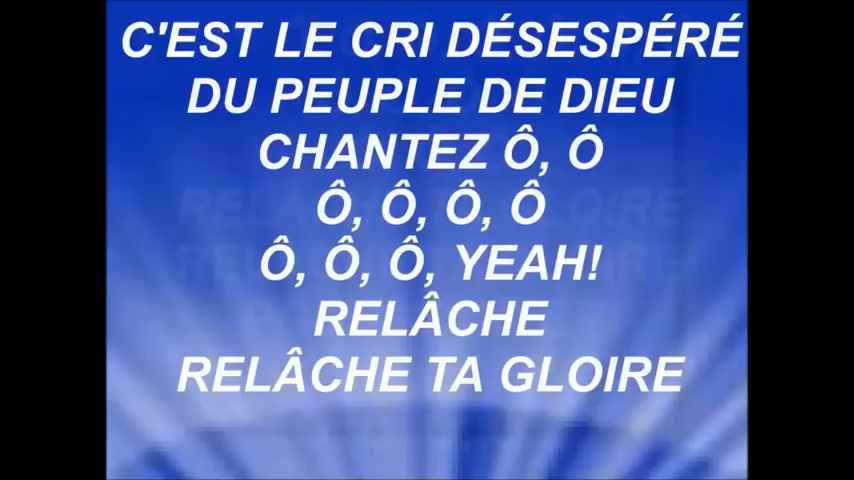 C'EST LE CRI DÉSESPÉRÉ
DU PEUPLE DE DIEU
CHANTEZ Ô, Ô
Ô, Ô, Ô, Ô
Ô, Ô, Ô, YEAH!
RELÂCHE
RELÂCHE TA GLOIRE